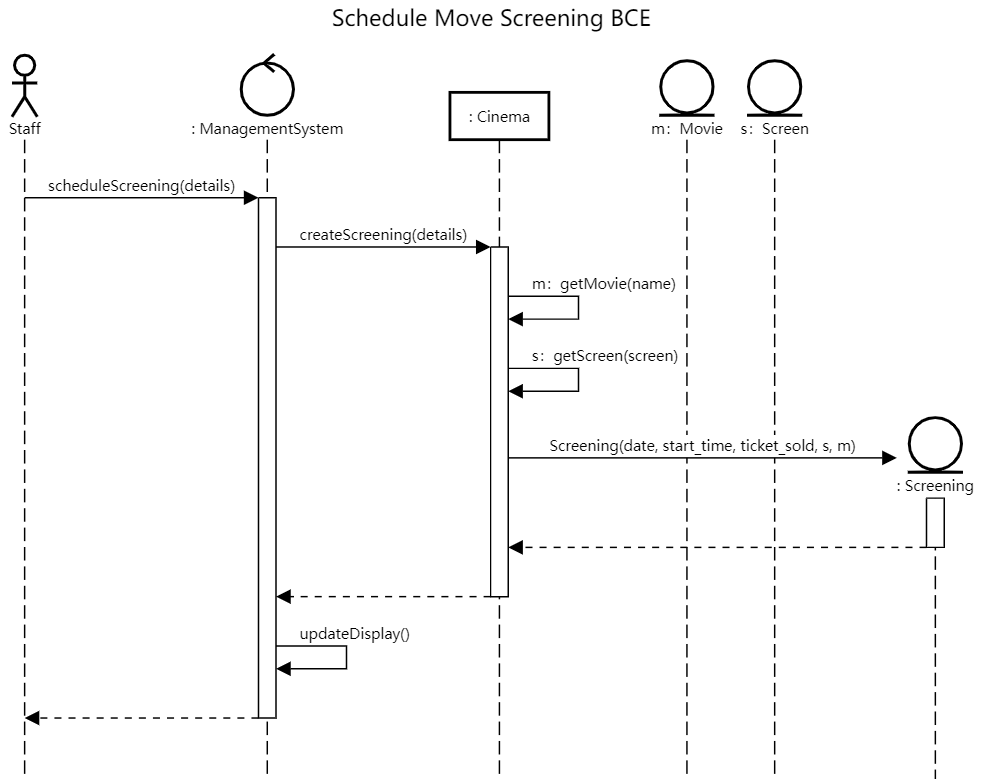 Schedule Move Screening BCE
Staff
: ManagementSystem
: Cinema
m: Movie
s: Screen
scheduleScreening(details)
createScreening(details)
m: getMovie(name)
s: getScreen(screen)
Screening(date, start_time, ticket_sold, s, m)
: Screening
updateDisplay()